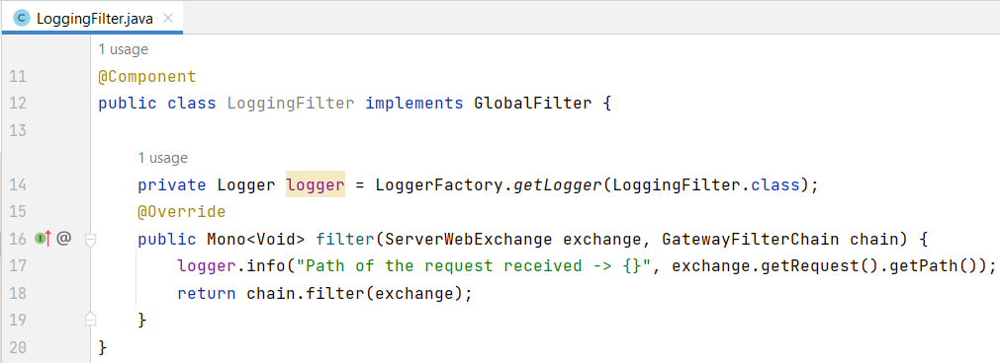 LoggingFilter.java
1 usage
11 @Component
12 public class LoggingFilter implements GlobalFilter {
13
1 usage
14 private Logger logger = LoggerFactory.getLogger(LoggingFilter.class);
15 @Override
16 @ public Mono<Void> filter(ServerWebExchange exchange, GatewayFilterChain chain) {
17 logger.info("Path of the request received -> {}", exchange.getRequest().getPath());
18 return chain.filter(exchange);
19 }
20 }